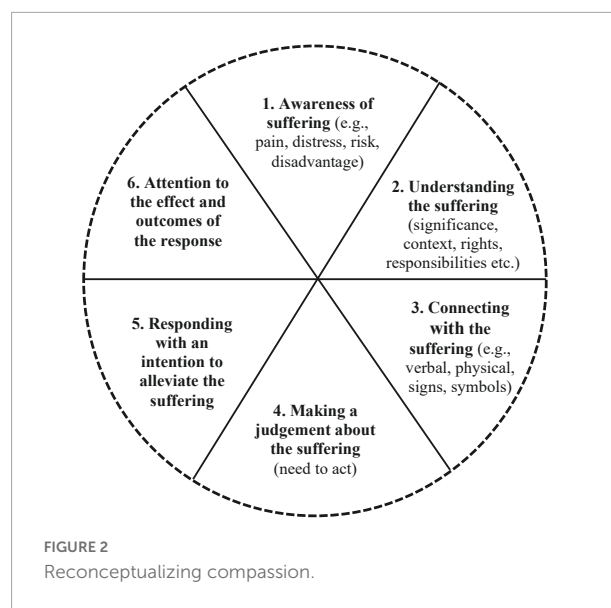 1. Awareness of
suffering (e.g.,
pain, distress, risk,
disadvantage)
2. Understanding
the suffering
(significance,
context, rights,
responsibilities etc.)
3. Connecting
with the
suffering (e.g.,
verbal, physical,
signs, symbols)
4. Making a
judgement about
the suffering
(need to act)
5. Responding
with an
intention to
alleviate the
suffering
6. Attention to
the effect and
outcomes of
the response
FIGURE 2
Reconceptualizing compassion.